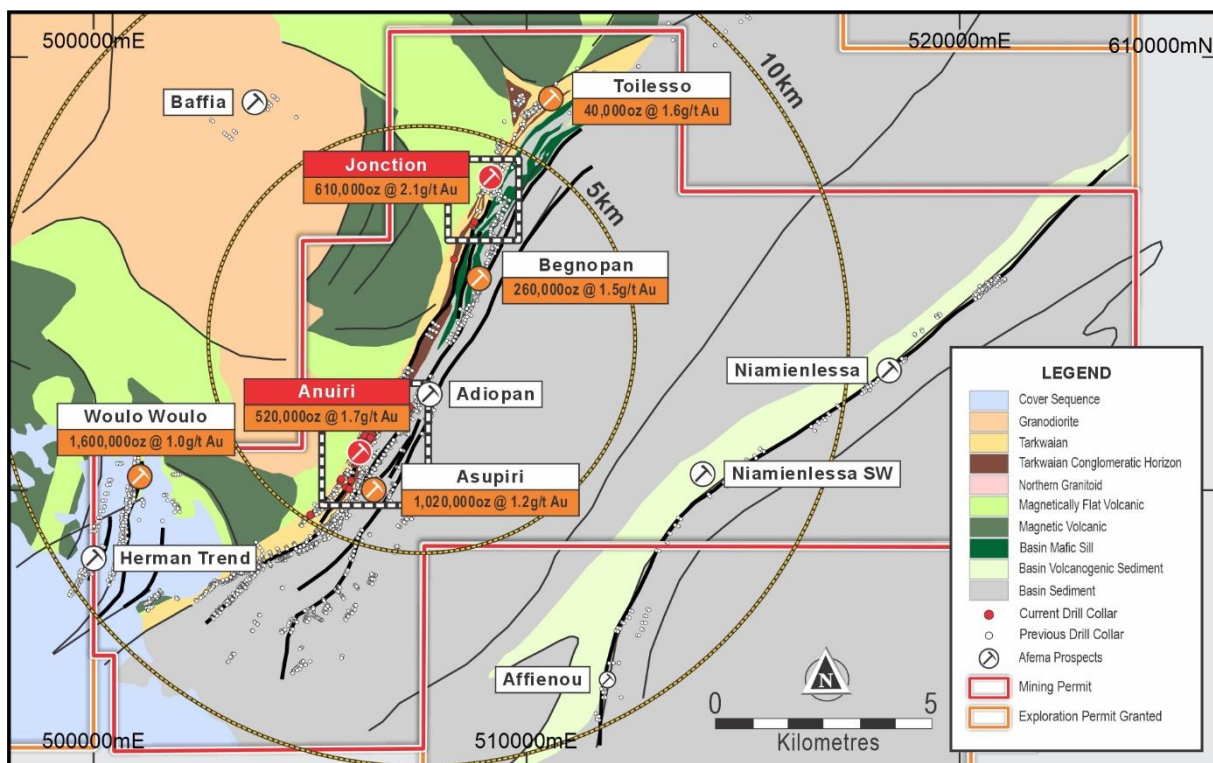 500000mE
520000mE
610000mN
10km
Toilesso
40,000oz @ 1.6g/t Au
Baffia
Jonction
610,000oz @ 2.1g/t Au
5km
Begnopan
260,000oz @ 1.5g/t Au
Anuiri
520,000oz @ 1.7g/t Au
Adiopan
Niamienlessa
Woulo Woulo
1,600,000oz @ 1.0g/t Au
Asupiri
1,020,000oz @ 1.2g/t Au
Niamienlessa SW
Herman Trend
Affienou
N
0
5
Kilometres
500000mE
510000mE
LEGEND
Cover Sequence
Granodiorite
Tarkwaian
Tarkwaian Conglomeratic Horizon
Northern Granitoid
Magnetically Flat Volcanic
Magnetic Volcanic
Basin Mafic Sill
Basin Volcanogenic Sediment
Basin Sediment
Current Drill Collar
Previous Drill Collar
Afema Prospects
Mining Permit
Exploration Permit Granted